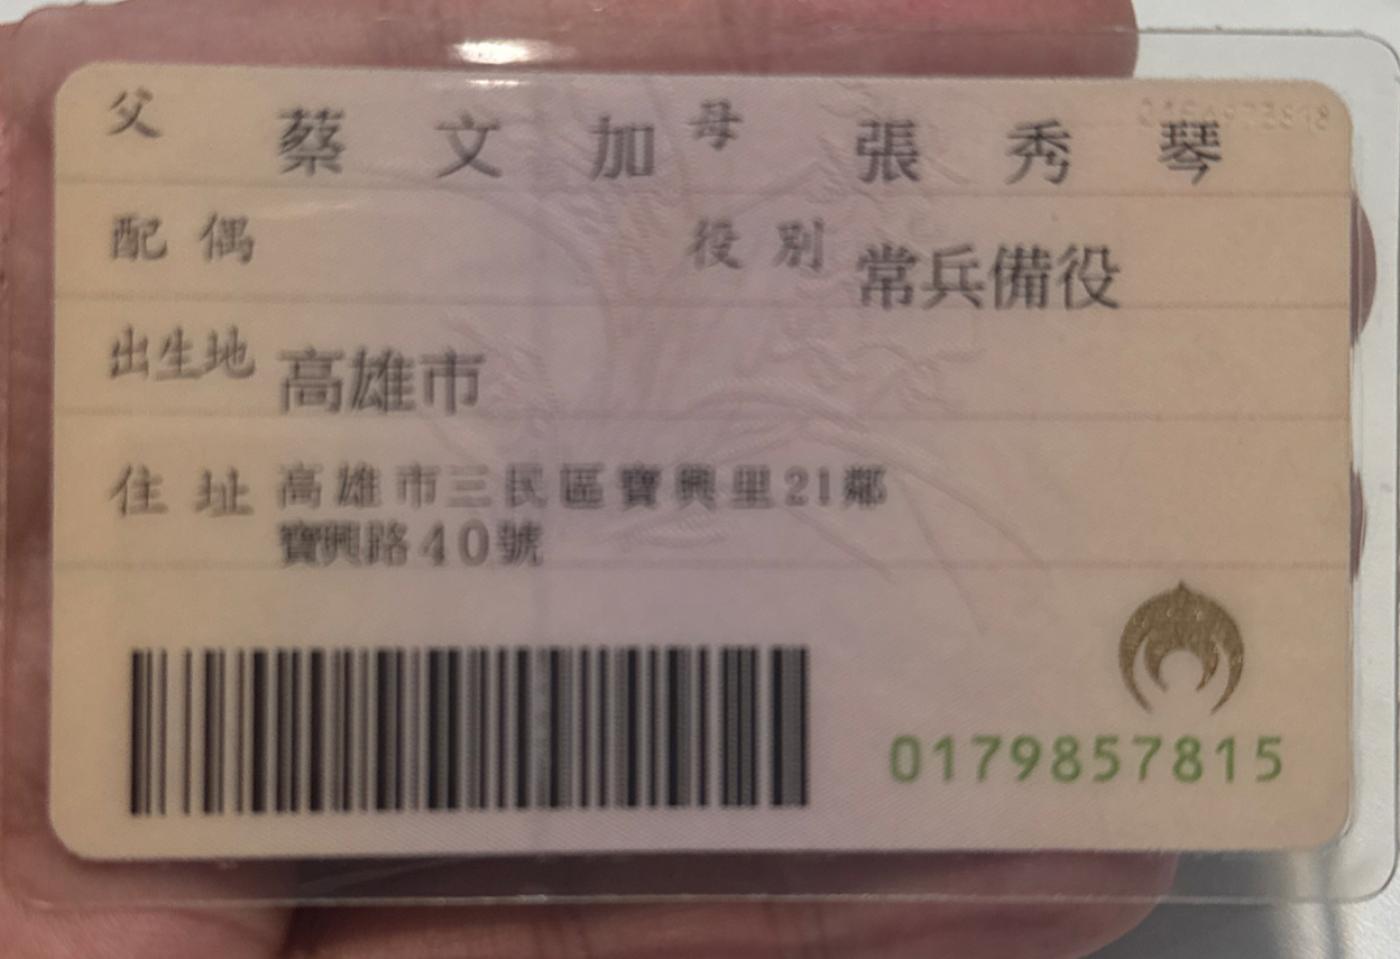 父 蔡文加 母 張秀琴
配偶 役別 常兵備役
出生地 高雄市
住址 高雄市三民區寶興里21鄰
寶興路40號
0179857815